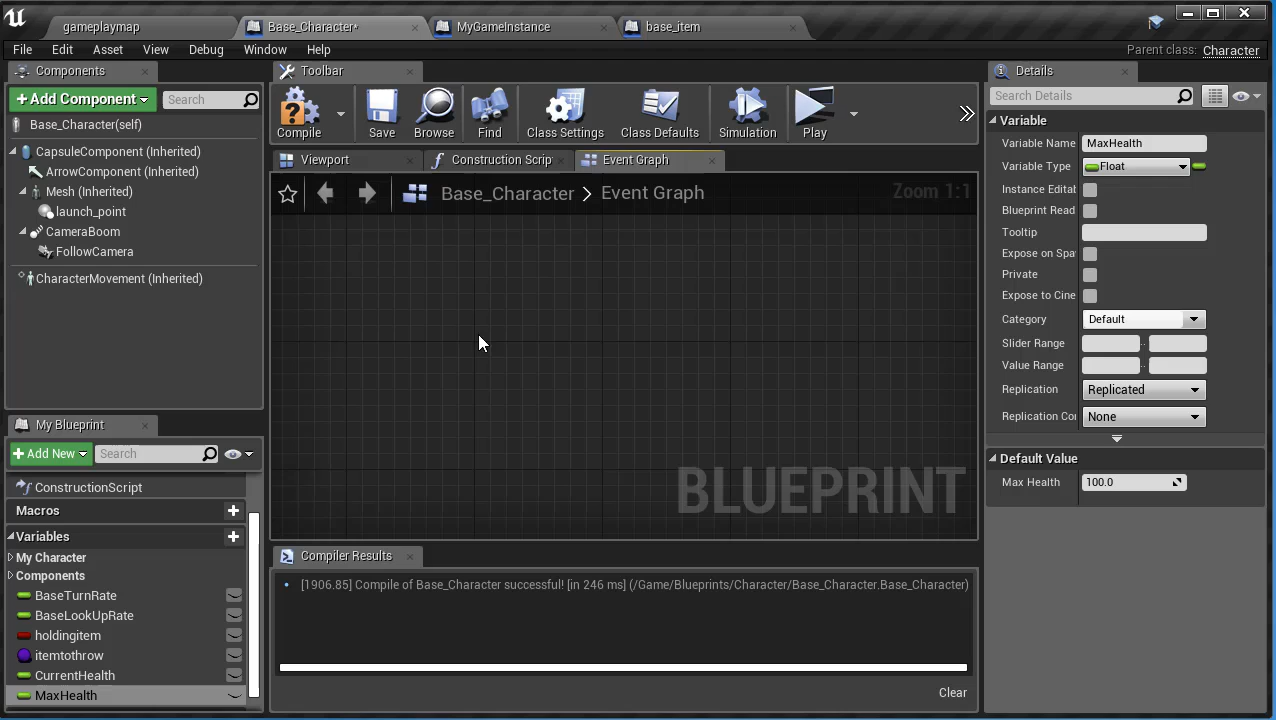 gameplaymap
Base_Character*
MyGameInstance
base_item
File Edit Asset View Debug Window Help
Parent class: Character
Components
+Add Component
Search
Base_Character(self)
CapsuleComponent (Inherited)
ArrowComponent (Inherited)
Mesh (Inherited)
launch_point
CameraBoom
FollowCamera
CharacterMovement (Inherited)
My Blueprint
+Add New
Search
ConstructionScript
Macros
Variables
My Character
Components
BaseTurnRate
BaseLookUpRate
holdingitem
itemtothrow
CurrentHealth
MaxHealth
Toolbar
Compile
Save
Browse
Find
Class Settings
Class Defaults
Simulation
Play
Viewport
Construction Scrip
Event Graph
Base_Character > Event Graph
Zoom 1:1
BLUEPRINT
Compiler Results
[1906.85] Compile of Base_Character successful! [in 246 ms] (/Game/Blueprints/Character/Base_Character.Base_Character)
Clear
Details
Search Details
Variable
Variable Name MaxHealth
Variable Type Float
Instance Editab
Blueprint Read
Tooltip
Expose on Spa
Private
Expose to Cine
Category Default
Slider Range
Value Range
Replication Replicated
Replication Co None
Default Value
Max Health 100.0